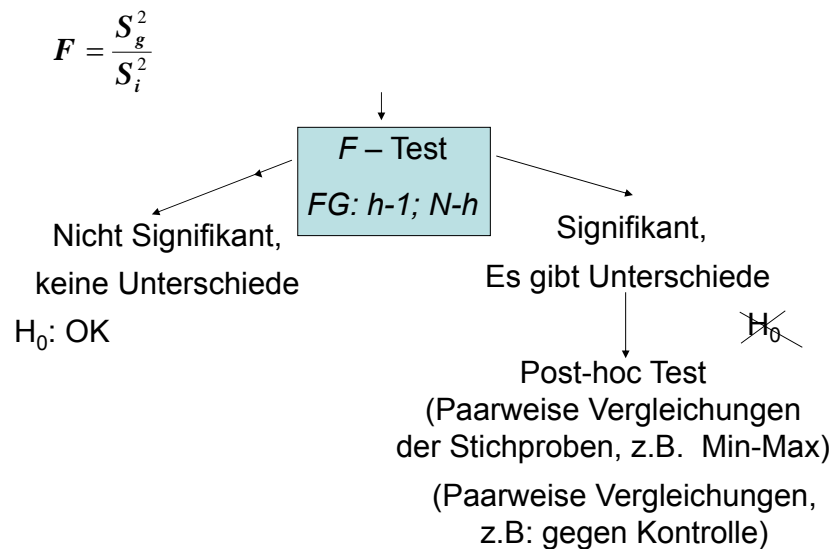 F = S_g^2 / S_i^2
F – Test
FG: h-1; N-h
Nicht Signifikant,
keine Unterschiede
H₀: OK
Signifikant,
Es gibt Unterschiede
H₀
Post-hoc Test
(Paarweise Vergleichungen
der Stichproben, z.B. Min-Max)
(Paarweise Vergleichungen,
z.B: gegen Kontrolle)